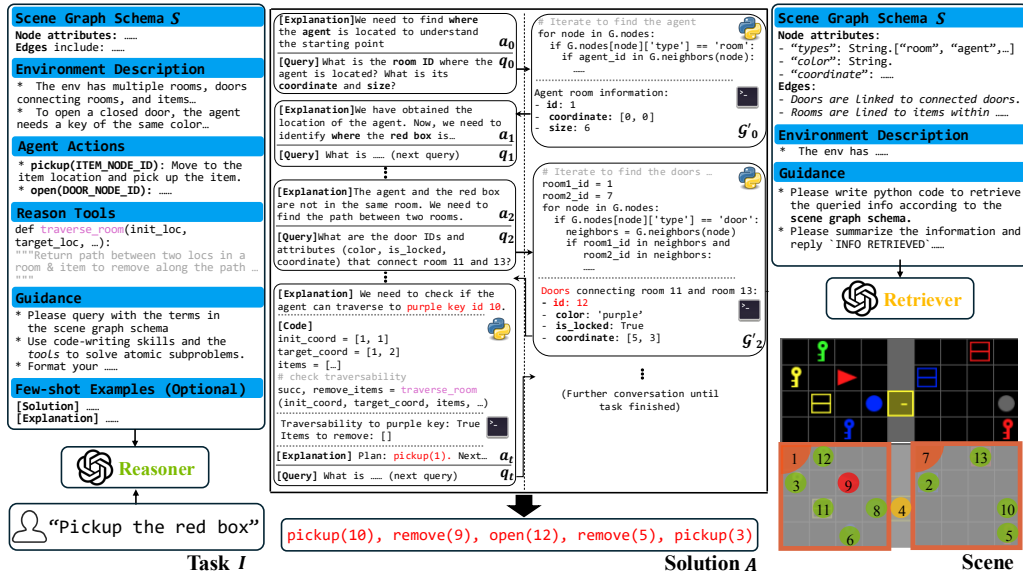 Scene Graph Schema S
Node attributes: ……
Edges include: ……
Environment Description
* The env has multiple rooms, doors
connecting rooms, and items…
* To open a closed door, the agent
needs a key of the same color…
Agent Actions
* pickup(ITEM_NODE_ID): Move to the
item location and pick up the item.
* open(DOOR_NODE_ID): ……
Reason Tools
def traverse_room(init_loc,
target_loc, …):
"""Return path between two locs in a
room & item to remove along the path …
"""
Guidance
* Please query with the terms in
the scene graph schema
* Use code-writing skills and the
tools to solve atomic subproblems.
* Format your ……
Few-shot Examples (Optional)
[Solution] ……
[Explanation] ……
Reasoner
“Pickup the red box”
Task I
[Explanation]We need to find where
the agent is located to understand
the starting point
a0
[Query]What is the room ID where the
agent is located? What is its
coordinate and size?
q0
[Explanation]We have obtained the
location of the agent. Now, we need to
identify where the red box is…
a1
[Query] What is …… (next query)
q1
[Explanation]The agent and the red box
are not in the same room. We need to
find the path between two rooms.
a2
[Query]What are the door IDs and
attributes (color, is_locked,
coordinate) that connect room 11 and 13?
q2
[Explanation] We need to check if the
agent can traverse to purple key id 10.
[Code]
init_coord = [1, 1]
target_coord = [1, 2]
items = […]
# check traversability
succ, remove_items = traverse_room
(init_coord, target_coord, items, …)
Traversability to purple key: True
Items to remove: []
[Explanation] Plan: pickup(1). Next…
at
[Query] What is …… (next query)
qt
# Iterate to find the agent
for node in G.nodes:
if G.nodes[node]['type'] == 'room':
if agent_id in G.neighbors(node):
……
Agent room information:
- id: 1
- coordinate: [0, 0]
- size: 6
G'0
# Iterate to find the doors …
room1_id = 1
room2_id = 7
for node in G.nodes:
if G.nodes[node]['type'] == 'door':
neighbors = G.neighbors(node)
if room1_id in neighbors and
room2_id in neighbors:
……
Doors connecting room 11 and room 13:
- id: 12
- color: 'purple’
- is_locked: True
- coordinate: [5, 3]
G'2
(Further conversation until
task finished)
pickup(10), remove(9), open(12), remove(5), pickup(3)
Solution A
Scene Graph Schema S
Node attributes:
- “types”: String.[“room”, “agent”,…]
- “color”: String.
- “coordinate”: ……
Edges:
- Doors are linked to connected doors.
- Rooms are lined to items within ……
Environment Description
* The env has ……
Guidance
* Please write python code to retrieve
the queried info according to the
scene graph schema.
* Please summarize the information and
reply `INFO RETRIEVED`……
Retriever
1 12 7 13
3 9 2
11 8 4 10
6 5
Scene